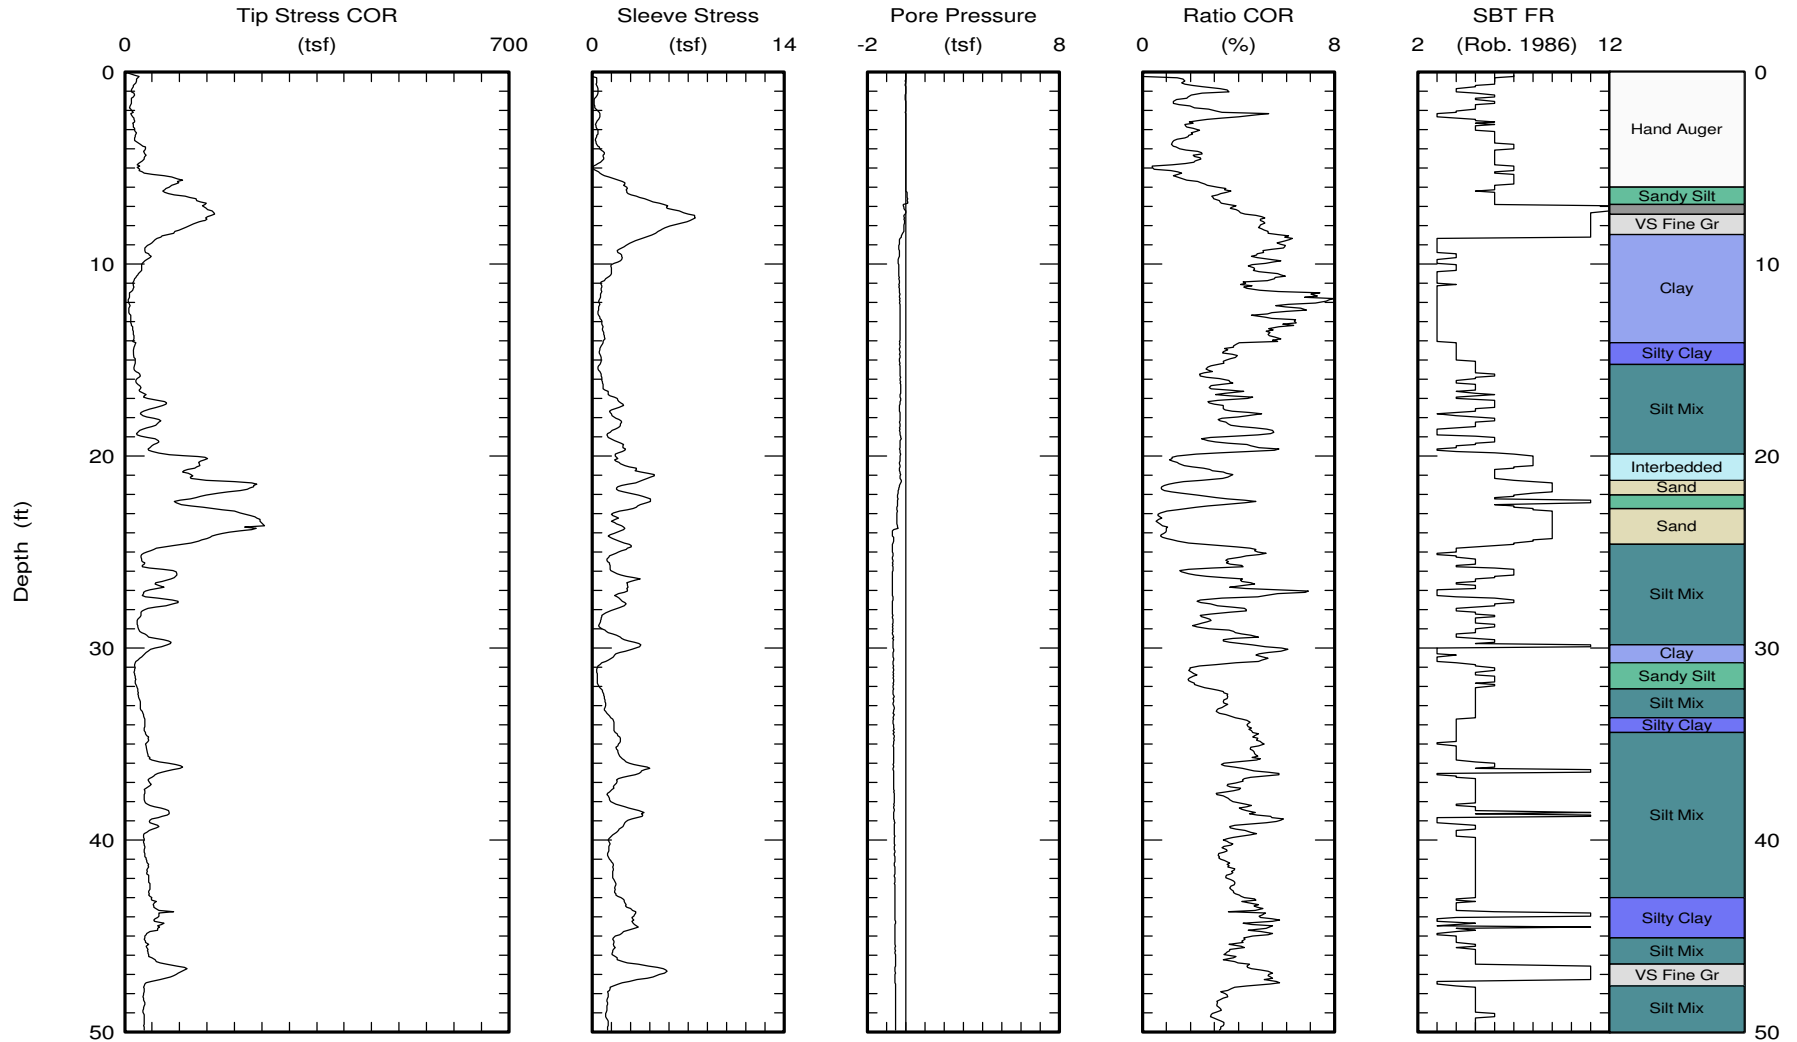 Tip Stress COR Sleeve Stress Pore Pressure Ratio COR SBT FR
0 (tsf) 700 0 (tsf) 14 -2 (tsf) 8 0 (%) 8 2 (Rob. 1986) 12
0 0
Hand Auger
Sandy Silt
VS Fine Gr
10 10
Clay
Silty Clay
Silt Mix
20 20
Interbedded
Sand
Sand
Depth (ft)
Silt Mix
30 30
Clay
Sandy Silt
Silt Mix
Silty Clay
Silt Mix
40 40
Silty Clay
Silt Mix
VS Fine Gr
Silt Mix
50 50